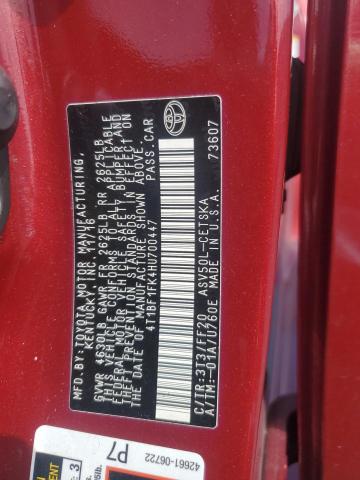 TOYOTA MOTOR MANUFACTURING,
KENTUCKY, INC. 11/16
GVWR 4630LB GAWR FR 2625LB RR 2625LB
THIS VEHICLE CONFORMS TO ALL APPLICABLE
FEDERAL MOTOR VEHICLE SAFETY, BUMPER, AND
THEFT PREVENTION STANDARDS IN EFFECT ON
THE DATE OF MANUFACTURE SHOWN ABOVE.
4T1BF1FK4HU700447 PASS.CAR
C/TR:3T3/FF20 ASV50L-CETSKA
A/TM:-01A/U760E MADE IN U.S.A.
73607
42661-06722
P7
3